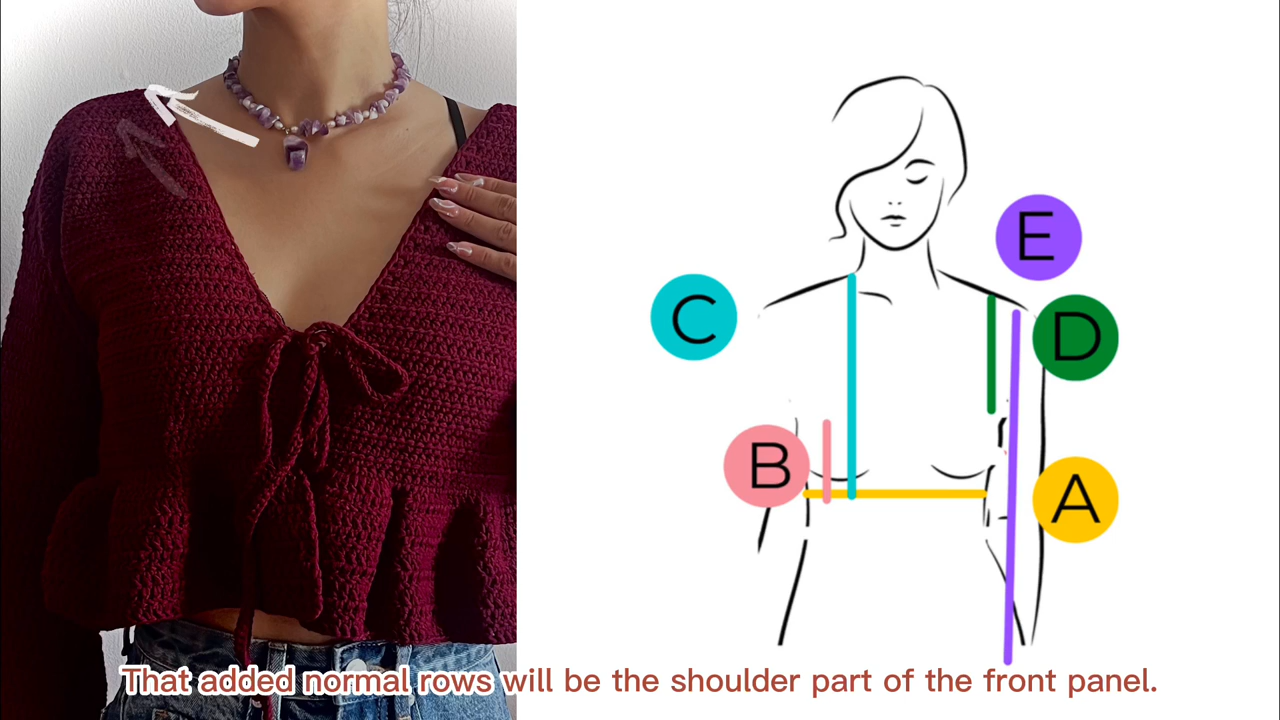 E
C
D
B
A
That added normal rows will be the shoulder part of the front panel.